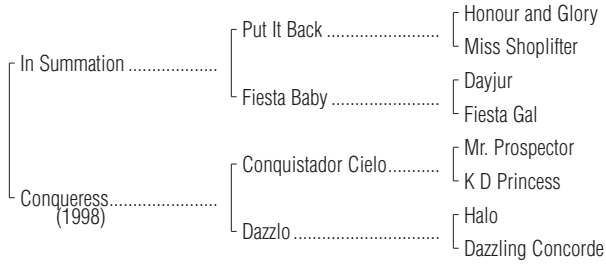 Honour and Glory
Put It Back ........................
Miss Shoplifter
In Summation ..................
Dayjur
Fiesta Baby .......................
Fiesta Gal
Mr. Prospector
Conquistador Cielo...........
K D Princess
Conqueress......................
(1998)
Halo
Dazzlo ..............................
Dazzling Concorde